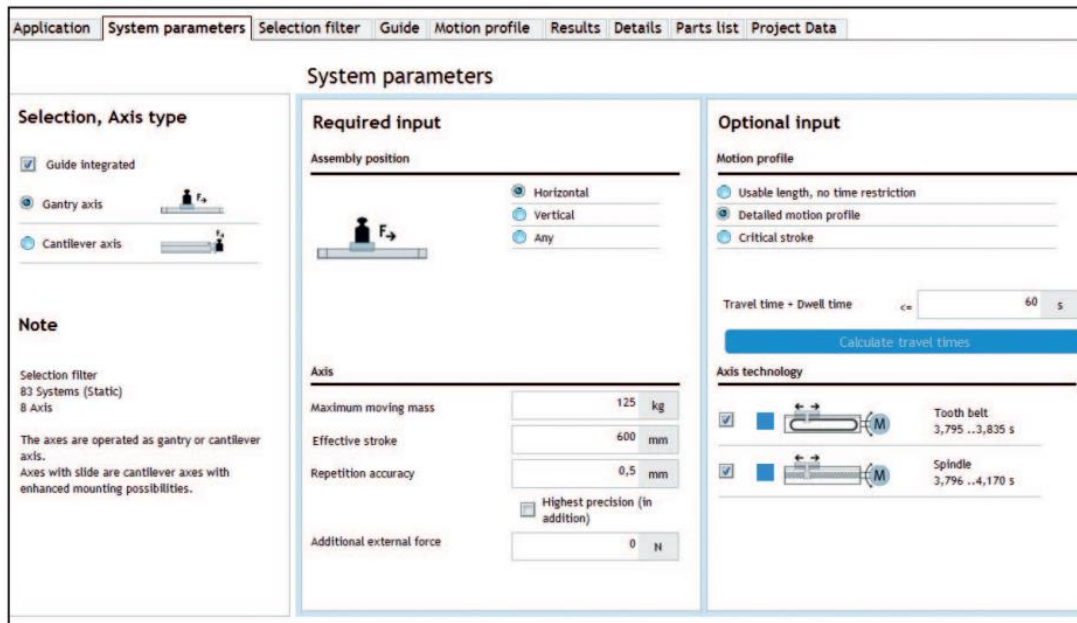 Application System parameters Selection filter Guide Motion profile Results Details Parts list Project Data
System parameters
Selection, Axis type
Guide integrated
Gantry axis
F→
Cantilever axis
Note
Selection filter
83 Systems (Static)
8 Axis
The axes are operated as gantry or cantilever
axis.
Axes with slide are cantilever axes with
enhanced mounting possibilities.
Required input
Assembly position
F→
Horizontal
Vertical
Any
Axis
Maximum moving mass 125 kg
Effective stroke 600 mm
Repetition accuracy 0,5 mm
Highest precision (in
addition)
Additional external force 0 N
Optional input
Motion profile
Usable length, no time restriction
Detailed motion profile
Critical stroke
Travel time + Dwell time <= 60 s
Calculate travel times
Axis technology
M
Tooth belt
3,795 ..3,835 s
M
Spindle
3,796 ..4,170 s